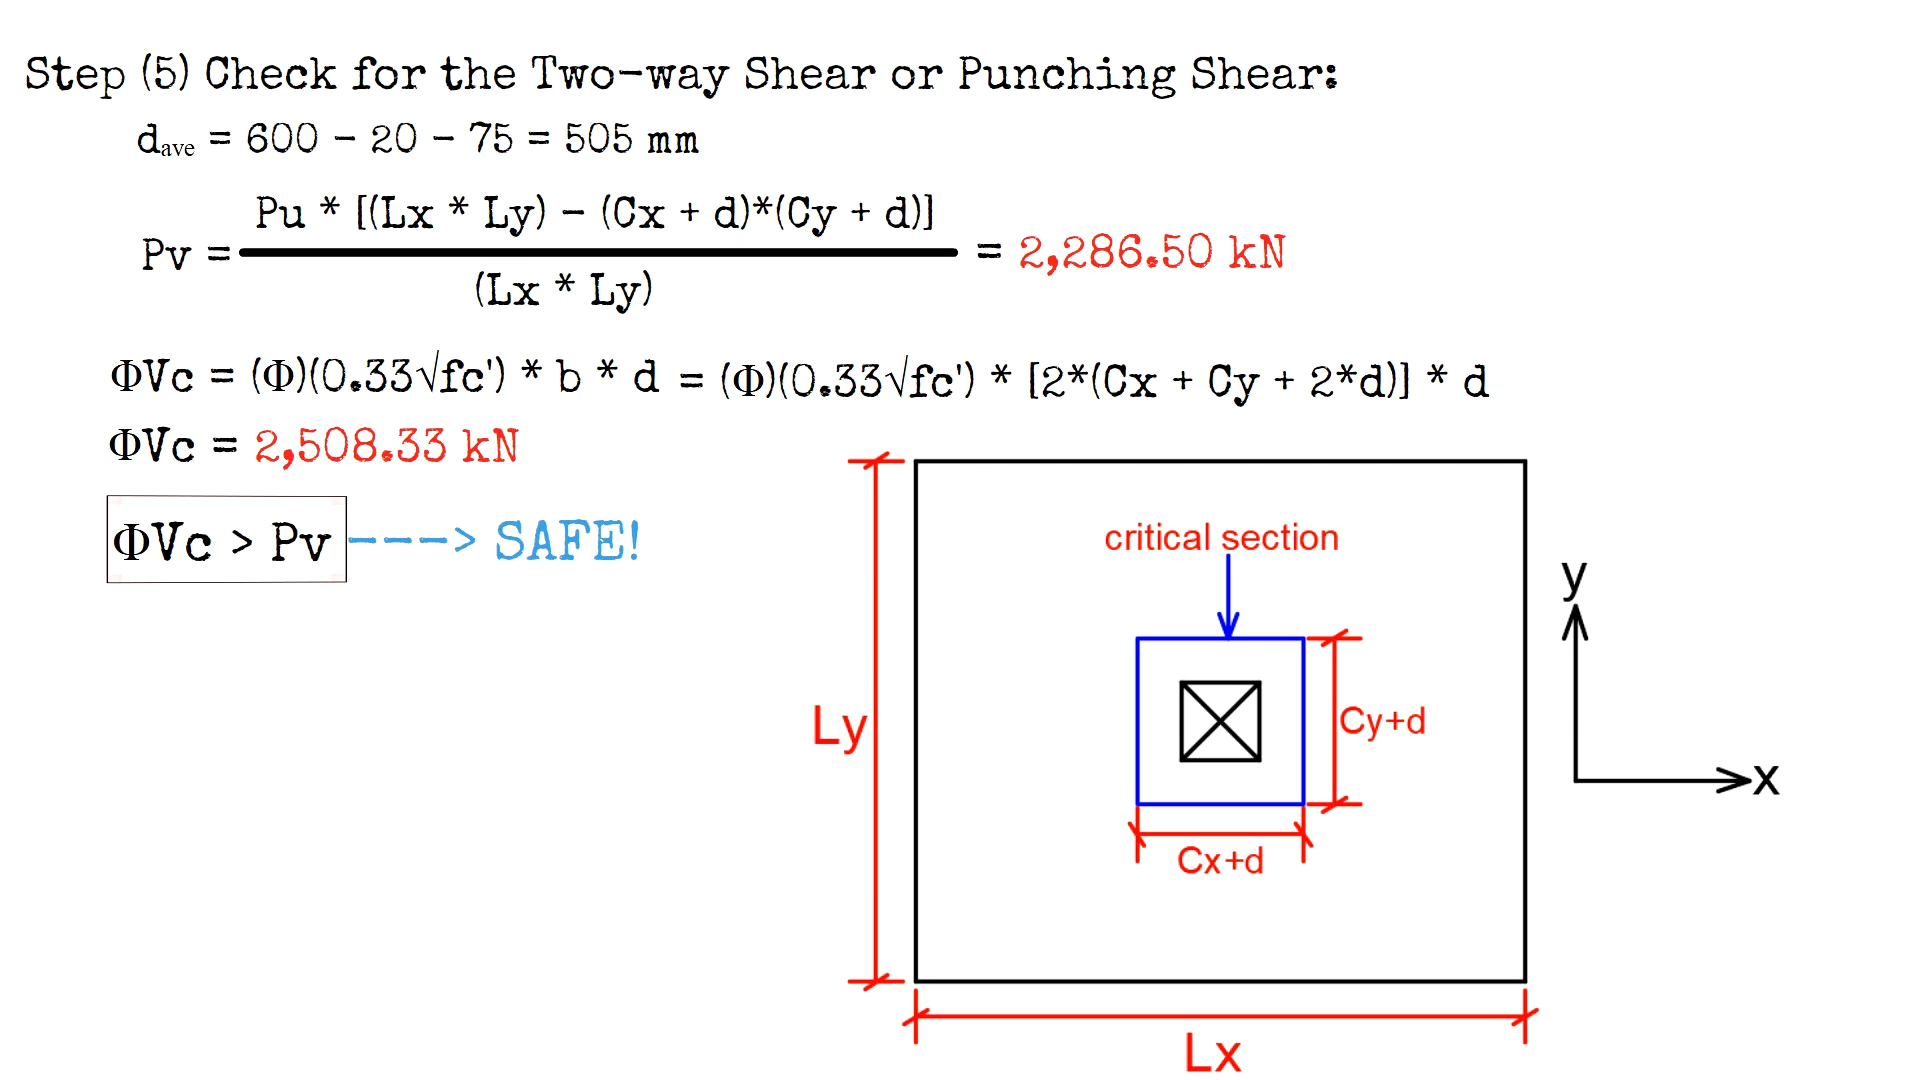 Step (5) Check for the Two-way Shear or Punching Shear:
dave = 600 - 20 - 75 = 505 mm
Pu * [(Lx * Ly) - (Cx + d)*(Cy + d)]
Pv = = 2,286.50 kN
(Lx * Ly)
ΦVc = (Φ)(0.33√fc') * b * d = (Φ)(0.33√fc') * [2*(Cx + Cy + 2*d)] * d
ΦVc = 2,508.33 kN
ΦVc > Pv ---> SAFE!
critical section
y
Ly
Cy+d
x
Cx+d
Lx